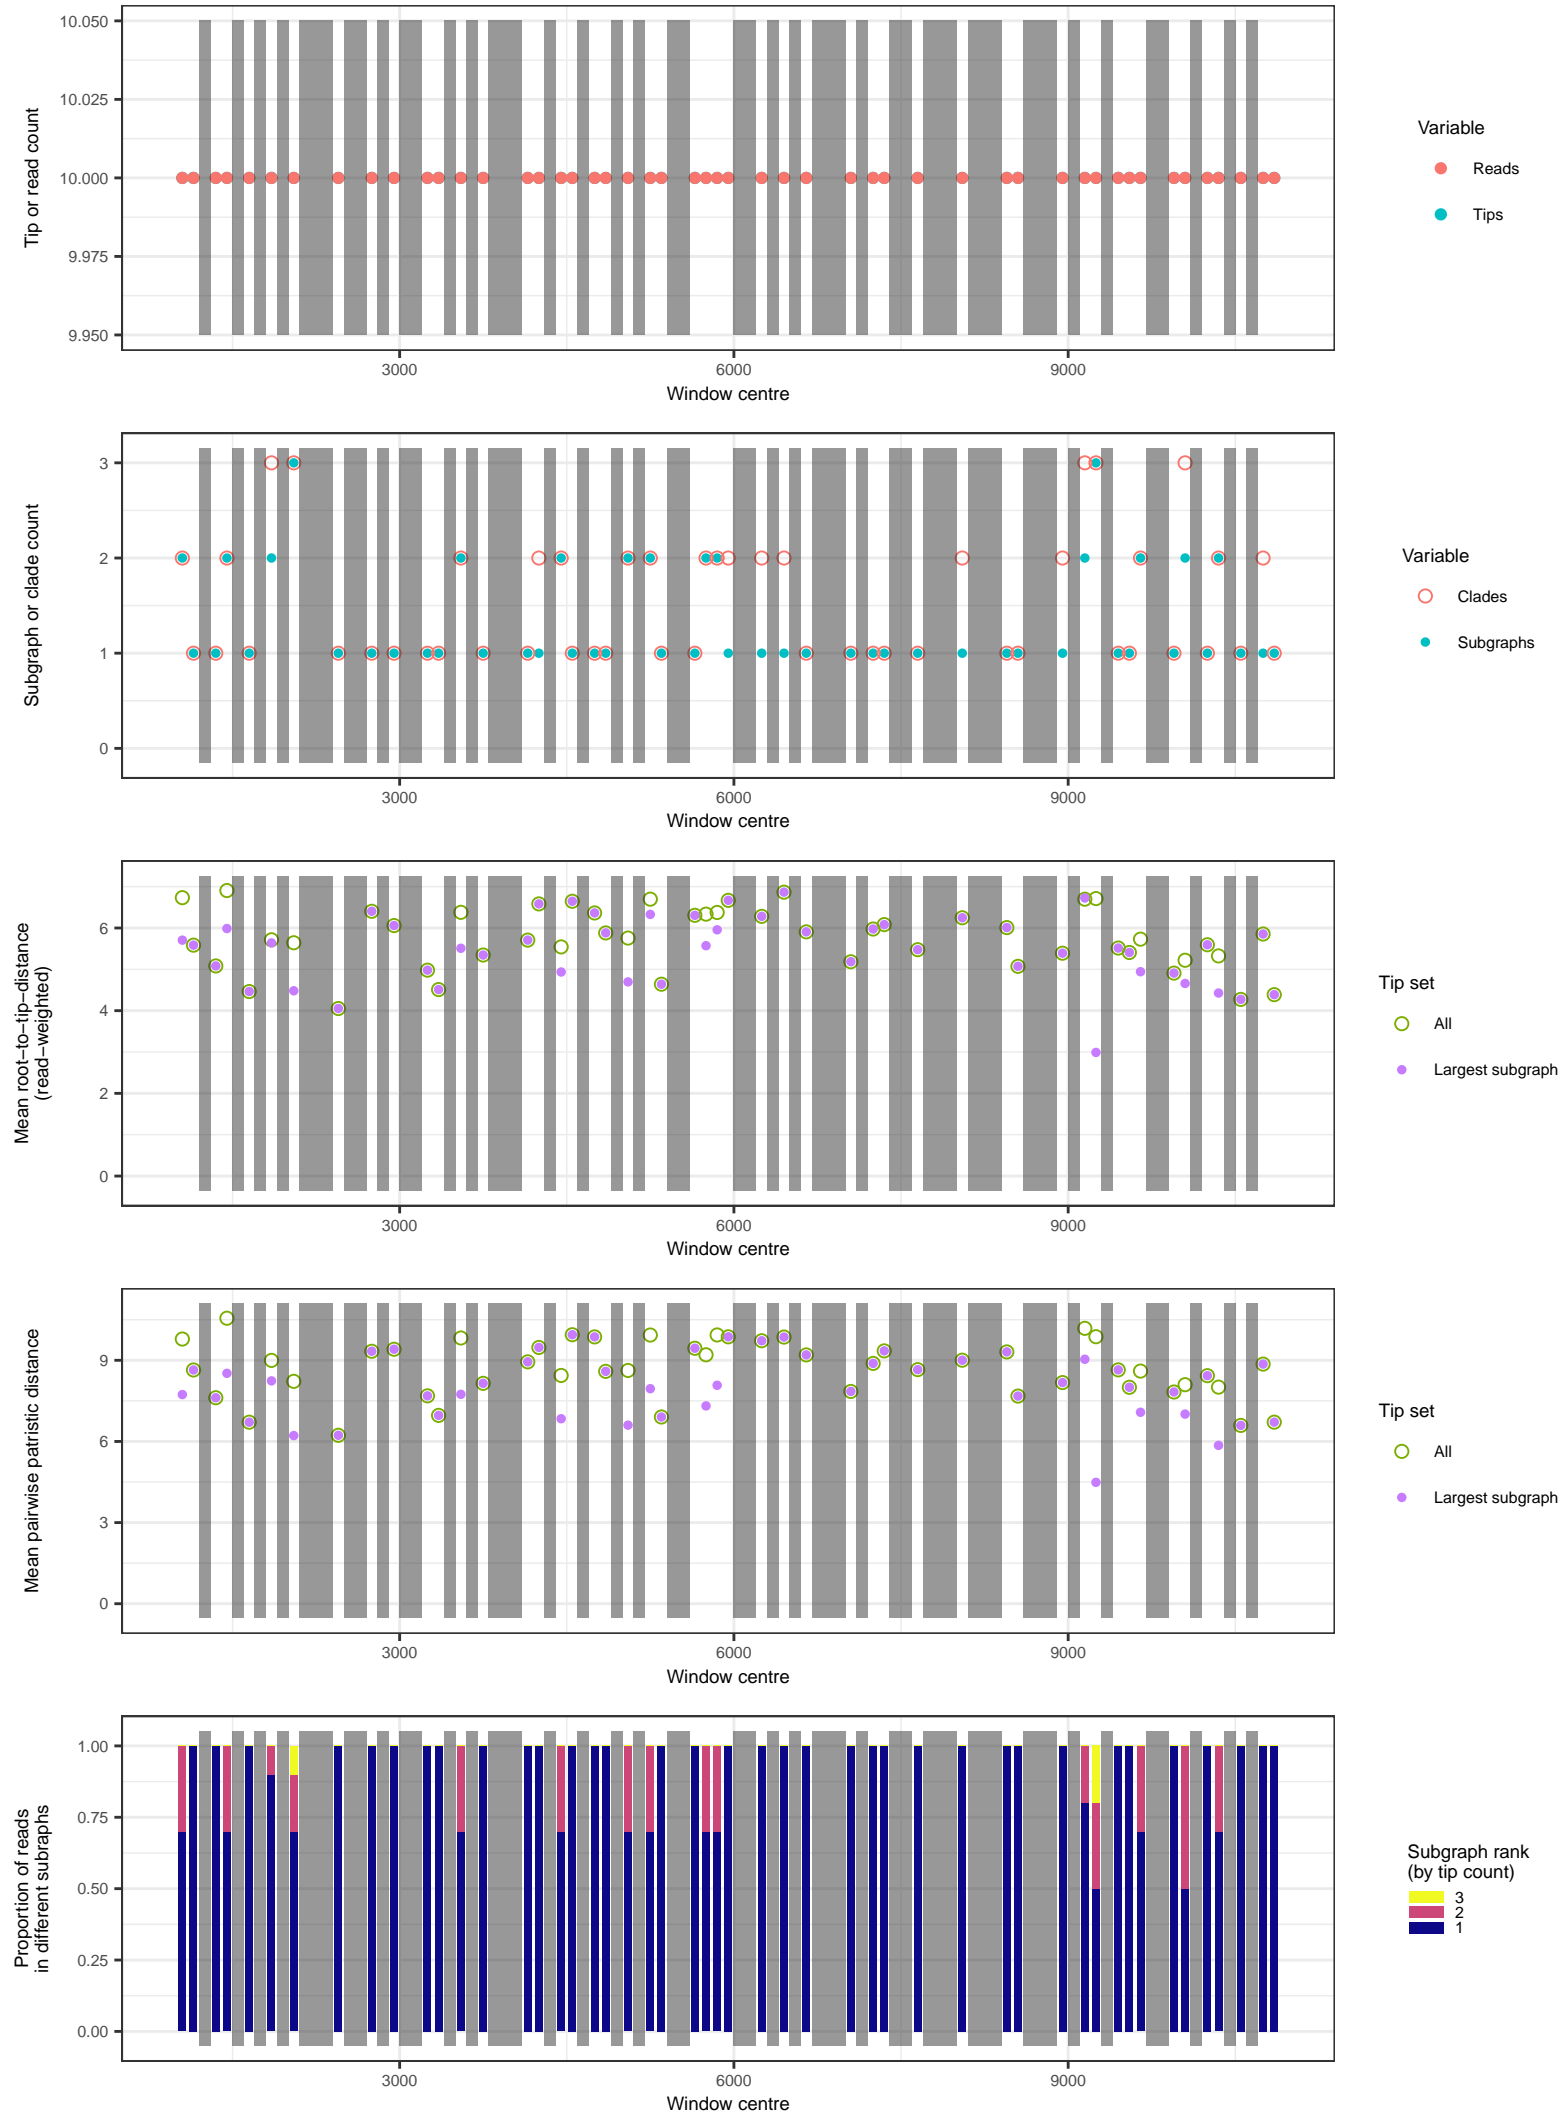 10.050
10.025
10.000
9.975
9.950
Tip or read count
3000
6000
9000
Window centre
Variable
Reads
Tips
3
2
1
0
Subgraph or clade count
3000
6000
9000
Window centre
Variable
Clades
Subgraphs
6
4
2
0
Mean root−to−tip−distance
(read−weighted)
3000
6000
9000
Window centre
Tip set
All
Largest subgraph
9
6
3
0
Mean pairwise patristic distance
3000
6000
9000
Window centre
Tip set
All
Largest subgraph
1.00
0.75
0.50
0.25
0.00
Proportion of reads
in different subraphs
3000
6000
9000
Window centre
Subgraph rank
(by tip count)
3
2
1